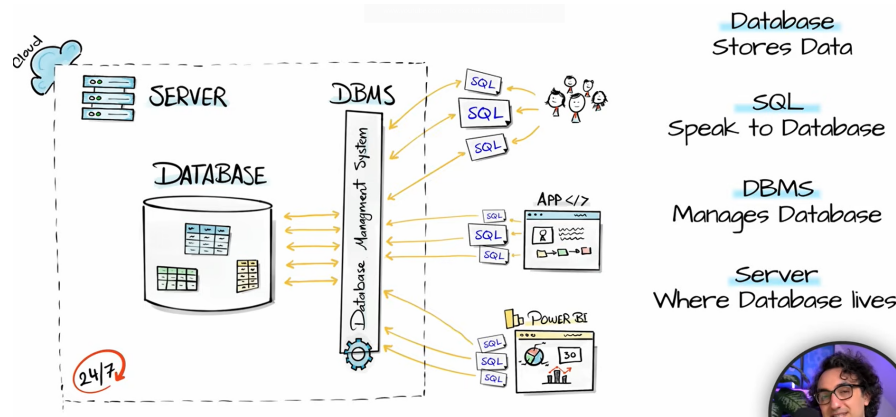 Cloud
SERVER
DBMS
DATABASE
Database Managment System
24/7
SQL
SQL
SQL
APP </>
SQL
SQL
SQL
POWER BI
30
SQL
SQL
SQL
Database
Stores Data
SQL
Speak to Database
DBMS
Manages Database
Server
Where Database lives